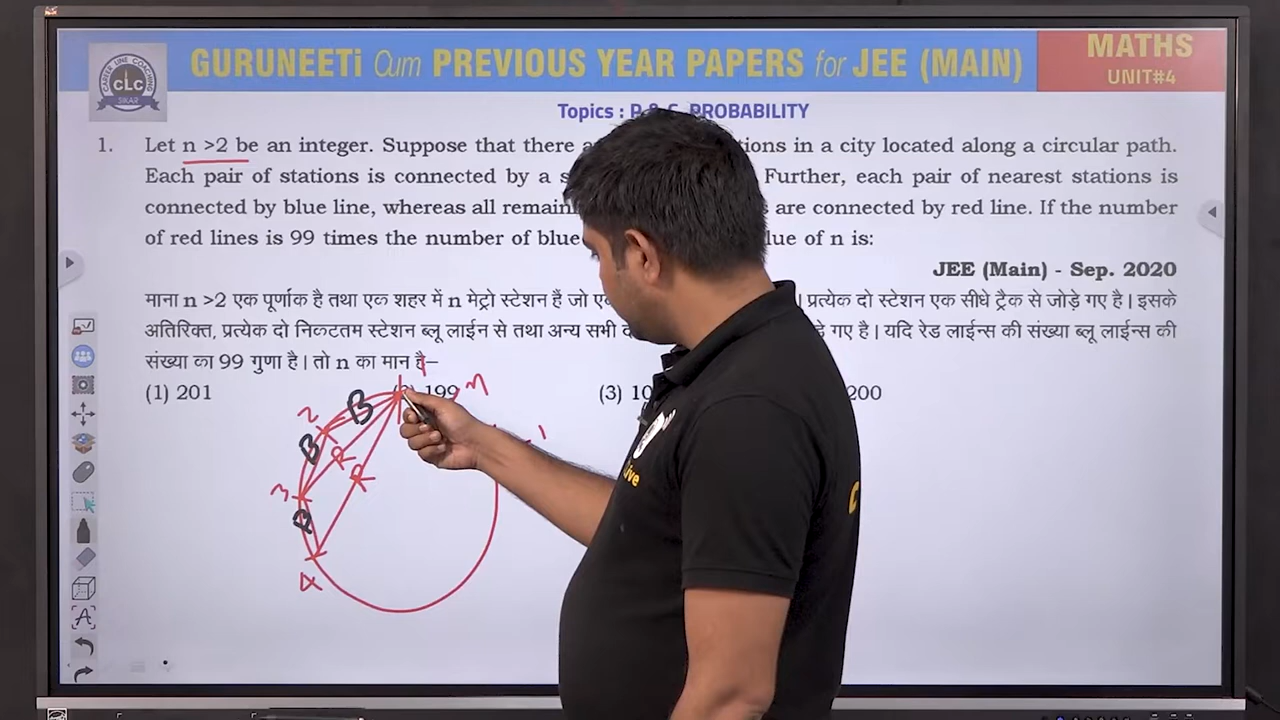 CAREER LINE COACHING
CLC
SIKAR
GURUNEETi Cum PREVIOUS YEAR PAPERS for JEE (MAIN)
MATHS
UNIT#4
Topics : P & C, PROBABILITY
1. Let n >2 be an integer. Suppose that there tions in a city located along a circular path.
Each pair of stations is connected by a s Further, each pair of nearest stations is
connected by blue line, whereas all remain s are connected by red line. If the number
of red lines is 99 times the number of blue lue of n is:
JEE (Main) - Sep. 2020
माना n >2 एक पूर्णांक है तथा एक शहर में n मेट्रो स्टेशन हैं जो । प्रत्येक दो स्टेशन एक सीधे ट्रैक से जोड़े गए है। इसके
अतिरिक्त, प्रत्येक दो निकटतम स्टेशन ब्लू लाईन से तथा अन्य सभी गए है। यदि रेड लाईन्स की संख्या ब्लू लाईन्स की
संख्या का 99 गुणा है। तो n का मान है–
(1) 201 199 (3) 10 200
1
n
2
B
B
R
3
R
B
4